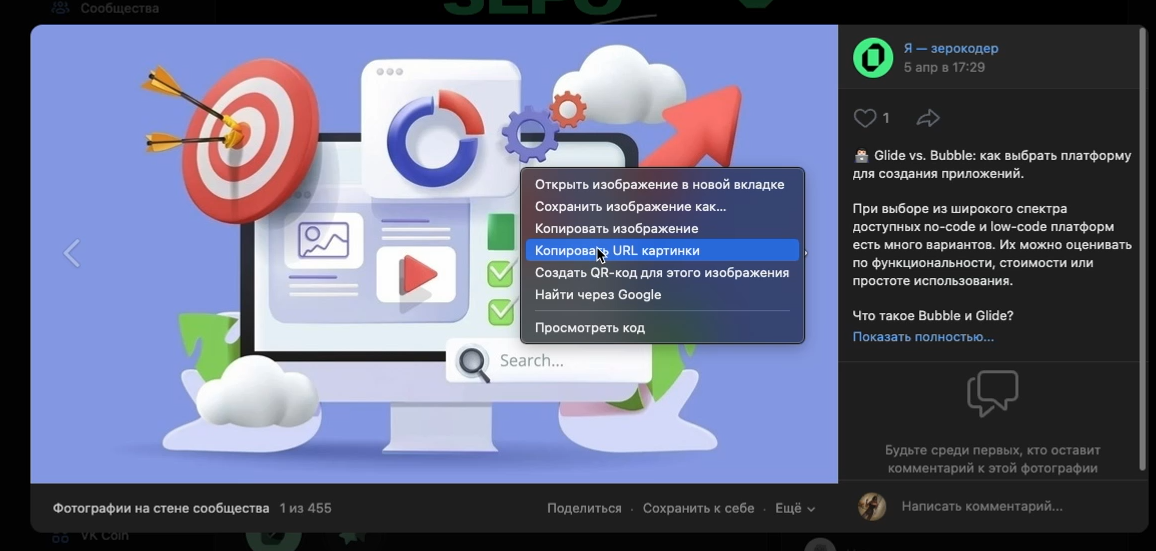 Сообщества
Я — зерокодер
5 апр в 17:29
1
Glide vs. Bubble: как выбрать платформу
для создания приложений.
При выборе из широкого спектра
доступных no-code и low-code платформ
есть много вариантов. Их можно оценивать
по функциональности, стоимости или
простоте использования.
Что такое Bubble и Glide?
Показать полностью...
Открыть изображение в новой вкладке
Сохранить изображение как...
Копировать изображение
Копировать URL картинки
Создать QR-код для этого изображения
Найти через Google
Просмотреть код
Search...
Будьте среди первых, кто оставит
комментарий к этой фотографии
Фотографии на стене сообщества 1 из 455
Поделиться · Сохранить к себе · Ещё
Написать комментарий...
VK Coin